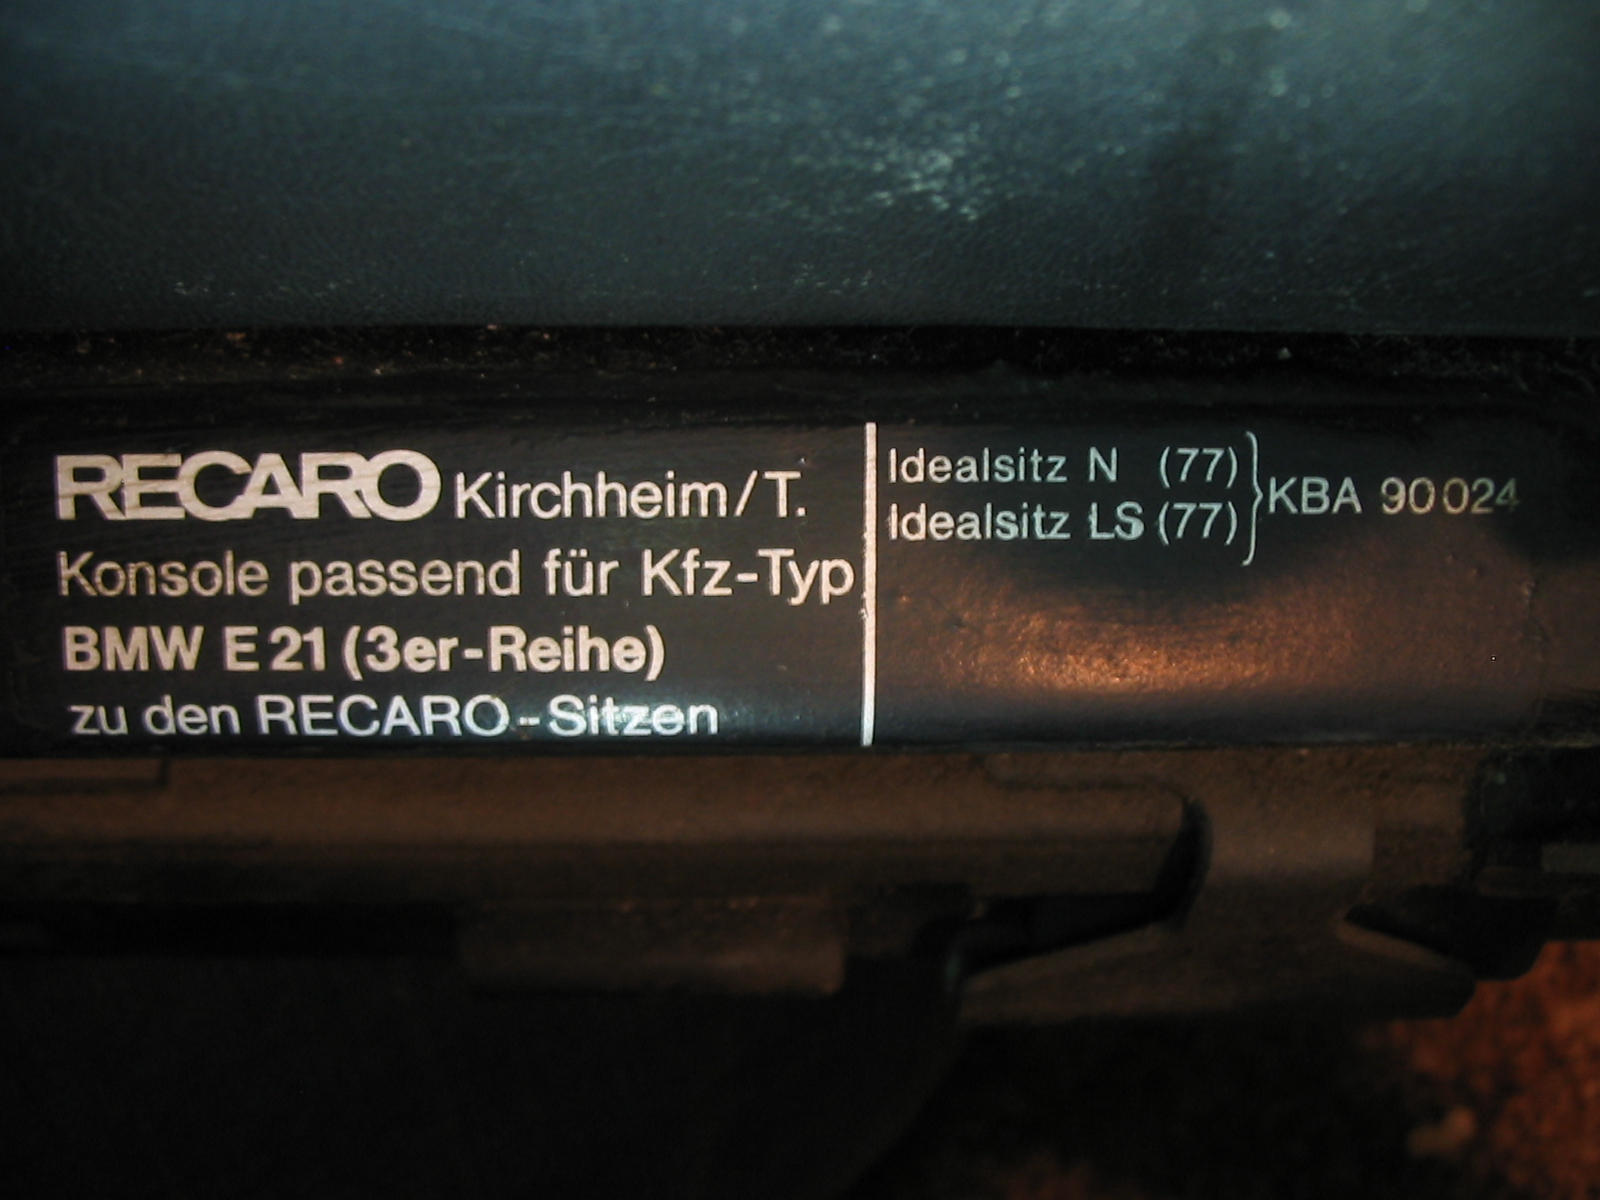 RECARO Kirchheim/T.
Konsole passend für Kfz-Typ
BMW E 21 (3er-Reihe)
zu den RECARO-Sitzen
Idealsitz N (77)
Idealsitz LS (77)
KBA 90024